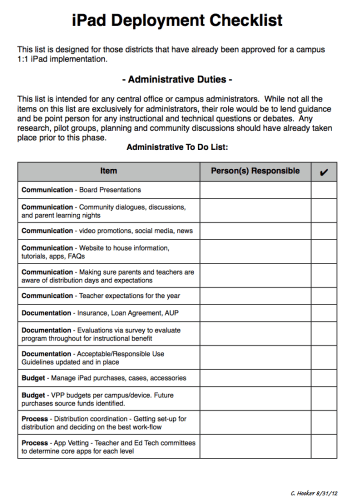 iPad Deployment Checklist
This list is designed for those districts that have already been approved for a campus
1:1 iPad implementation.
- Administrative Duties -
This list is intended for any central office or campus administrators.  While not all the
items on this list are exclusively for administrators, their role would be to lend guidance
and be point person for any instructional and technical questions or debates.  Any
research, pilot groups, planning and community discussions should have already taken
place prior to this phase.
Administrative To Do List:
Item Person(s) Responsible ✓
Communication - Board Presentations
Communication - Community dialogues, discussions,
and parent learning nights
Communication - video promotions, social media, news
Communication - Website to house information,
tutorials, apps, FAQs
Communication - Making sure parents and teachers are
aware of distribution days and expectations
Communication - Teacher expectations for the year
Documentation - Insurance, Loan Agreement, AUP
Documentation - Evaluations via survey to evaluate
program throughout for instructional benefit
Documentation - Acceptable/Responsible Use
Guidelines updated and in place
Budget - Manage iPad purchases, cases, accessories
Budget - VPP budgets per campus/device. Future
purchases source funds identified.
Process - Distribution coordination - Getting set-up for
distribution and deciding on the best work-flow
Process - App Vetting - Teacher and Ed Tech committees
to determine core apps for each level
C. Hooker 8/31/12